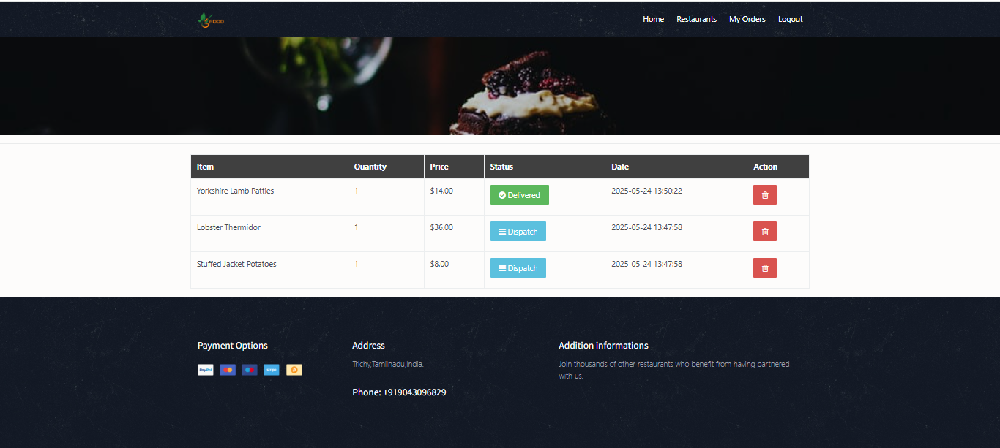 FOOD
Home Restaurants My Orders Logout
Item Quantity Price Status Date Action
Yorkshire Lamb Patties 1 $14.00 Delivered 2025-05-24 13:50:22
Lobster Thermidor 1 $36.00 Dispatch 2025-05-24 13:47:58
Stuffed Jacket Potatoes 1 $8.00 Dispatch 2025-05-24 13:47:58
Payment Options Address Addition informations
PayPal stripe Trichy,Tamilnadu,India. Join thousands of other restaurants who benefit from having partnered
with us.
Phone: +919043096829